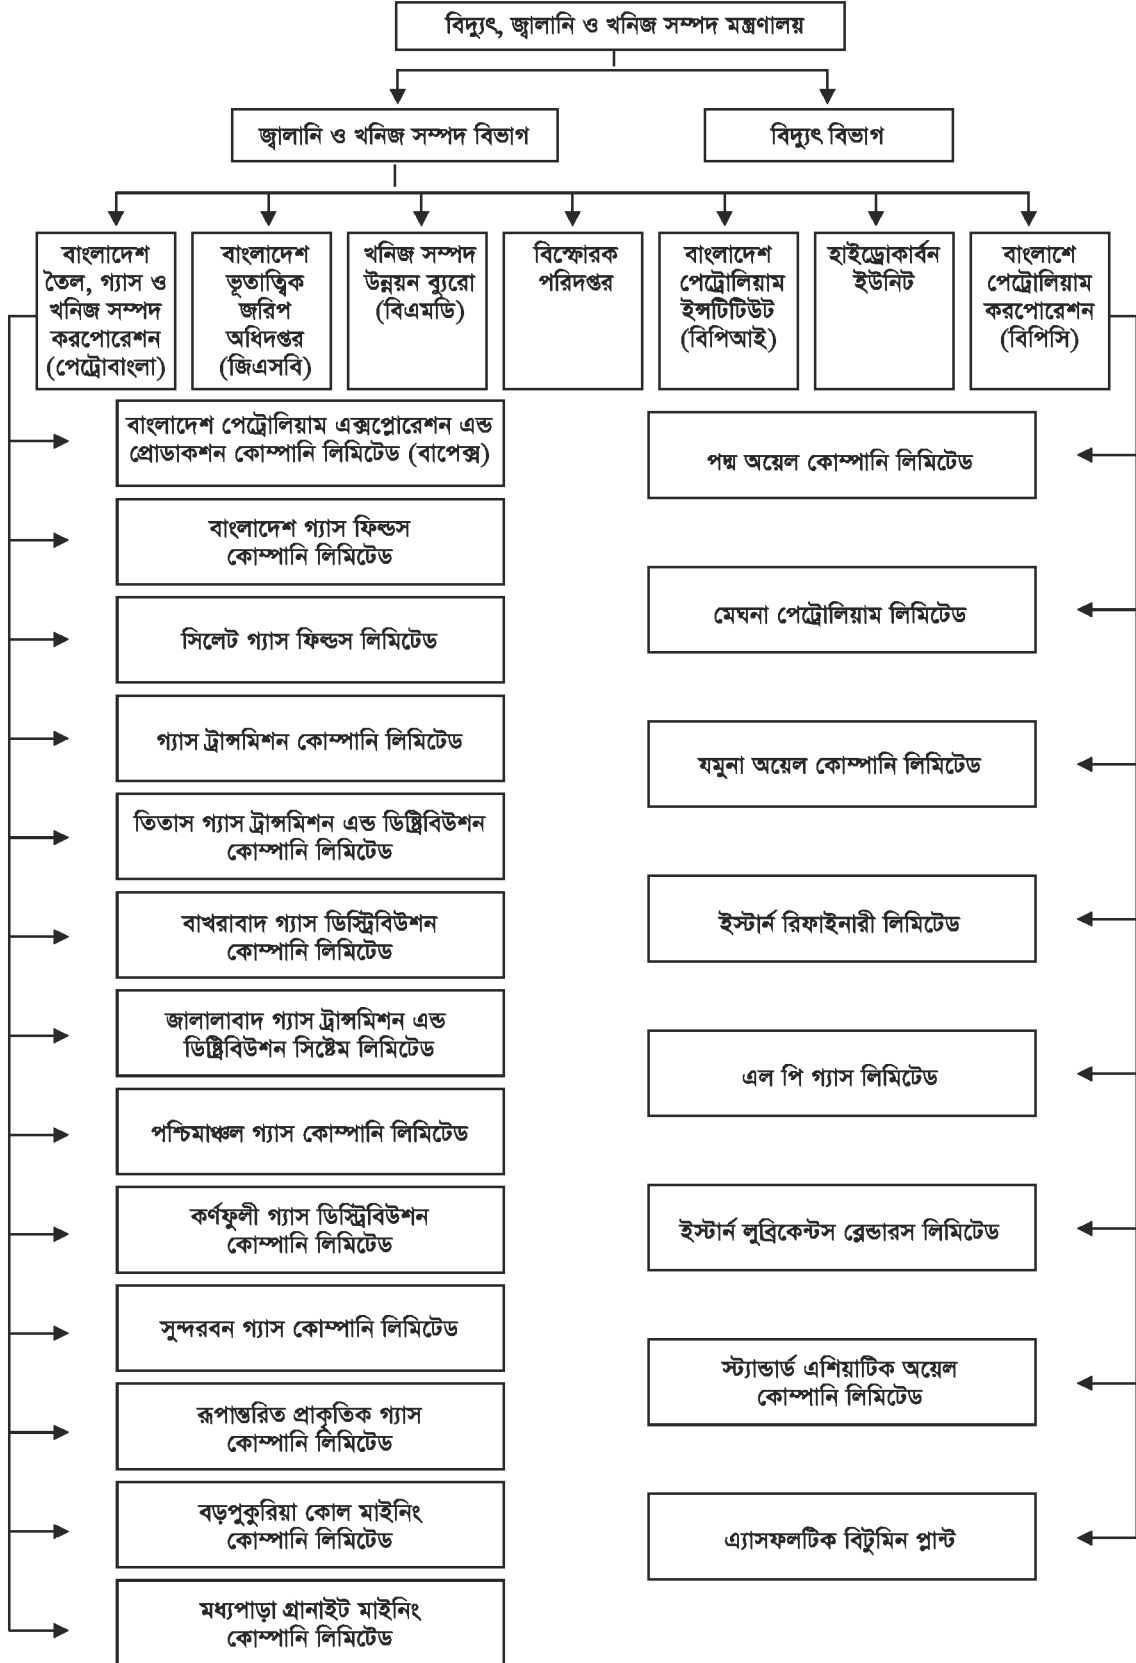 বিদ্যুৎ, জ্বালানি ও খনিজ সম্পদ মন্ত্রণালয়
জ্বালানি ও খনিজ সম্পদ বিভাগ
বিদ্যুৎ বিভাগ
বাংলাদেশ
তৈল, গ্যাস ও
খনিজ সম্পদ
করপোরেশন
(পেট্রোবাংলা)
বাংলাদেশ
ভূতাত্বিক
জরিপ
অধিদপ্তর
(জিএসবি)
খনিজ সম্পদ
উন্নয়ন ব্যুরো
(বিএমডি)
বিস্ফোরক
পরিদপ্তর
বাংলাদেশ
পেট্রোলিয়াম
ইন্সটিটিউট
(বিপিআই)
হাইড্রোকার্বন
ইউনিট
বাংলাশে
পেট্রোলিয়াম
করপোরেশন
(বিপিসি)
বাংলাদেশ পেট্রোলিয়াম এক্সপ্লোরেশন এন্ড
প্রোডাকশন কোম্পানি লিমিটেড (বাপেক্স)
বাংলাদেশ গ্যাস ফিল্ডস
কোম্পানি লিমিটেড
সিলেট গ্যাস ফিল্ডস লিমিটেড
গ্যাস ট্রান্সমিশন কোম্পানি লিমিটেড
তিতাস গ্যাস ট্রান্সমিশন এন্ড ডিষ্ট্রিবিউশন
কোম্পানি লিমিটেড
বাখরাবাদ গ্যাস ডিস্ট্রিবিউশন
কোম্পানি লিমিটেড
জালালাবাদ গ্যাস ট্রান্সমিশন এন্ড
ডিষ্ট্রিবিউশন সিষ্টেম লিমিটেড
পশ্চিমাঞ্চল গ্যাস কোম্পানি লিমিটেড
কর্ণফুলী গ্যাস ডিস্ট্রিবিউশন
কোম্পানি লিমিটেড
সুন্দরবন গ্যাস কোম্পানি লিমিটেড
রূপান্তরিত প্রাকৃতিক গ্যাস
কোম্পানি লিমিটেড
বড়পুকুরিয়া কোল মাইনিং
কোম্পানি লিমিটেড
মধ্যপাড়া গ্রানাইট মাইনিং
কোম্পানি লিমিটেড
পদ্ম অয়েল কোম্পানি লিমিটেড
মেঘনা পেট্রোলিয়াম লিমিটেড
যমুনা অয়েল কোম্পানি লিমিটেড
ইস্টার্ন রিফাইনারী লিমিটেড
এল পি গ্যাস লিমিটেড
ইস্টার্ন লুব্রিকেন্টস ব্লেন্ডারস লিমিটেড
স্ট্যান্ডার্ড এশিয়াটিক অয়েল
কোম্পানি লিমিটেড
এ্যাসফলটিক বিটুমিন প্লান্ট